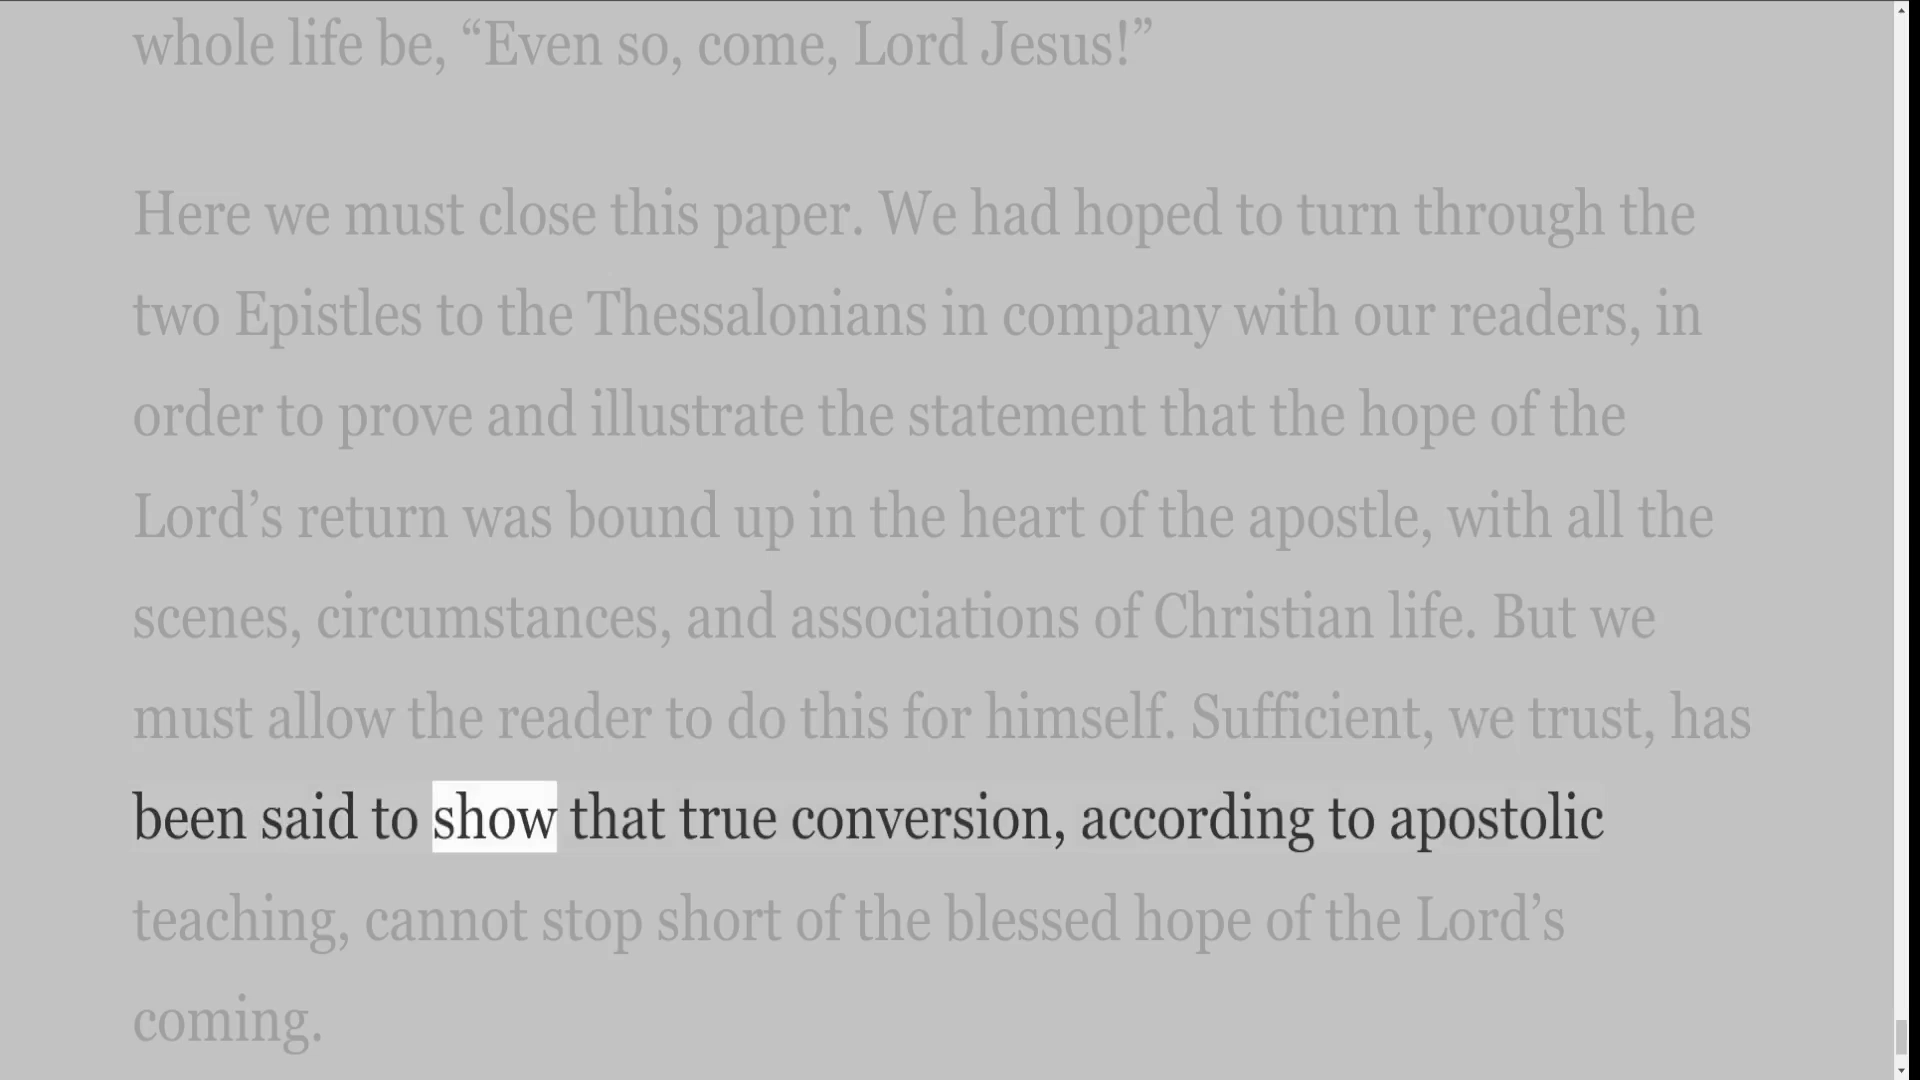 whole life be, “Even so, come, Lord Jesus!”
Here we must close this paper. We had hoped to turn through the
two Epistles to the Thessalonians in company with our readers, in
order to prove and illustrate the statement that the hope of the
Lord’s return was bound up in the heart of the apostle, with all the
scenes, circumstances, and associations of Christian life. But we
must allow the reader to do this for himself. Sufficient, we trust, has
been said to show that true conversion, according to apostolic
teaching, cannot stop short of the blessed hope of the Lord’s
coming.